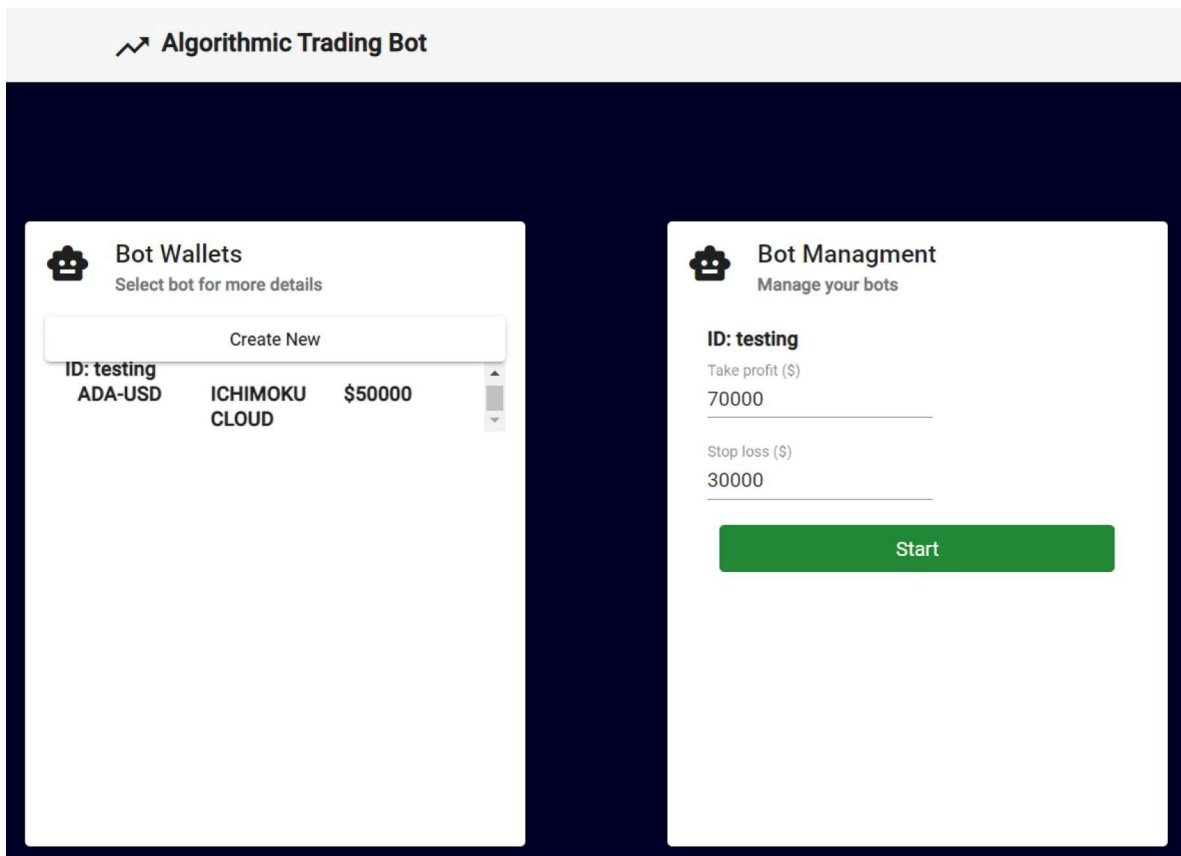 Algorithmic Trading Bot
Bot Wallets
Select bot for more details
Create New
ID: testing
ADA-USD ICHIMOKU $50000
CLOUD
Bot Managment
Manage your bots
ID: testing
Take profit ($)
70000
Stop loss ($)
30000
Start